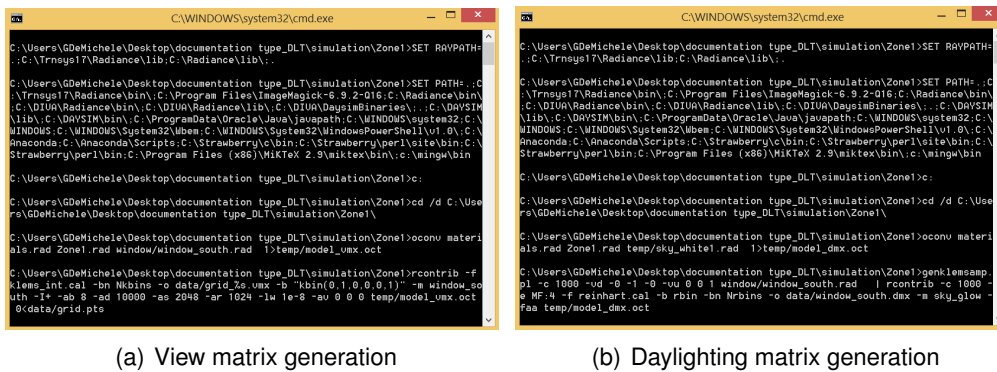 C:\WINDOWS\system32\cmd.exe
C:\Users\GDeMichele\Desktop\documentation type_DLT\simulation\Zone1>SET RAYPATH=
.;C:\Trnsys17\Radiance\lib;C:\Radiance\lib\;.
C:\Users\GDeMichele\Desktop\documentation type_DLT\simulation\Zone1>SET PATH=.;C
:\Trnsys17\Radiance\bin\;C:\Program Files\ImageMagick-6.9.2-Q16;C:\Radiance\bin\
;C:\DIVA\Radiance\bin\;C:\DIVA\Radiance\lib\;C:\DIVA\DaysimBinaries\;.;C:\DAYSIM
\lib\;C:\DAYSIM\bin\;C:\ProgramData\Oracle\Java\javapath;C:\WINDOWS\system32;C:\
WINDOWS;C:\WINDOWS\System32\Wbem;C:\WINDOWS\System32\WindowsPowerShell\v1.0\;C:\
Anaconda;C:\Anaconda\Scripts;C:\Strawberry\c\bin;C:\Strawberry\perl\site\bin;C:\
Strawberry\perl\bin;C:\Program Files (x86)\MiKTeX 2.9\miktex\bin\;c:\mingw\bin
C:\Users\GDeMichele\Desktop\documentation type_DLT\simulation\Zone1>c:
C:\Users\GDeMichele\Desktop\documentation type_DLT\simulation\Zone1>cd /d C:\Use
rs\GDeMichele\Desktop\documentation type_DLT\simulation\Zone1\
C:\Users\GDeMichele\Desktop\documentation type_DLT\simulation\Zone1>oconv materi
als.rad Zone1.rad window/window_south.rad  1>temp/model_vmx.oct
C:\Users\GDeMichele\Desktop\documentation type_DLT\simulation\Zone1>rcontrib -f
klems_int.cal -bn Nkbins -o data/grid_%s.vmx -b "kbin(0,1,0,0,0,1)" -m window_so
uth -I+ -ab 8 -ad 10000 -as 2048 -ar 1024 -lw 1e-8 -av 0 0 0 temp/model_vmx.oct
 0<data/grid.pts
(a) View matrix generation
C:\WINDOWS\system32\cmd.exe
C:\Users\GDeMichele\Desktop\documentation type_DLT\simulation\Zone1>SET RAYPATH=
.;C:\Trnsys17\Radiance\lib;C:\Radiance\lib\;.
C:\Users\GDeMichele\Desktop\documentation type_DLT\simulation\Zone1>SET PATH=.;C
:\Trnsys17\Radiance\bin\;C:\Program Files\ImageMagick-6.9.2-Q16;C:\Radiance\bin\
;C:\DIVA\Radiance\bin\;C:\DIVA\Radiance\lib\;C:\DIVA\DaysimBinaries\;.;C:\DAYSIM
\lib\;C:\DAYSIM\bin\;C:\ProgramData\Oracle\Java\javapath;C:\WINDOWS\system32;C:\
WINDOWS;C:\WINDOWS\System32\Wbem;C:\WINDOWS\System32\WindowsPowerShell\v1.0\;C:\
Anaconda;C:\Anaconda\Scripts;C:\Strawberry\c\bin;C:\Strawberry\perl\site\bin;C:\
Strawberry\perl\bin;C:\Program Files (x86)\MiKTeX 2.9\miktex\bin\;c:\mingw\bin
C:\Users\GDeMichele\Desktop\documentation type_DLT\simulation\Zone1>c:
C:\Users\GDeMichele\Desktop\documentation type_DLT\simulation\Zone1>cd /d C:\Use
rs\GDeMichele\Desktop\documentation type_DLT\simulation\Zone1\
C:\Users\GDeMichele\Desktop\documentation type_DLT\simulation\Zone1>oconv materi
als.rad Zone1.rad temp/sky_white1.rad  1>temp/model_dmx.oct
C:\Users\GDeMichele\Desktop\documentation type_DLT\simulation\Zone1>genklemsamp.
pl -c 1000 -vd -0 -1 -0 -vu 0 0 1 window/window_south.rad   | rcontrib -c 1000 -
e MF:4 -f reinhart.cal -b rbin -bn Nrbins -o data/window_south.dmx -m sky_glow -
faa temp/model_dmx.oct
(b) Daylighting matrix generation